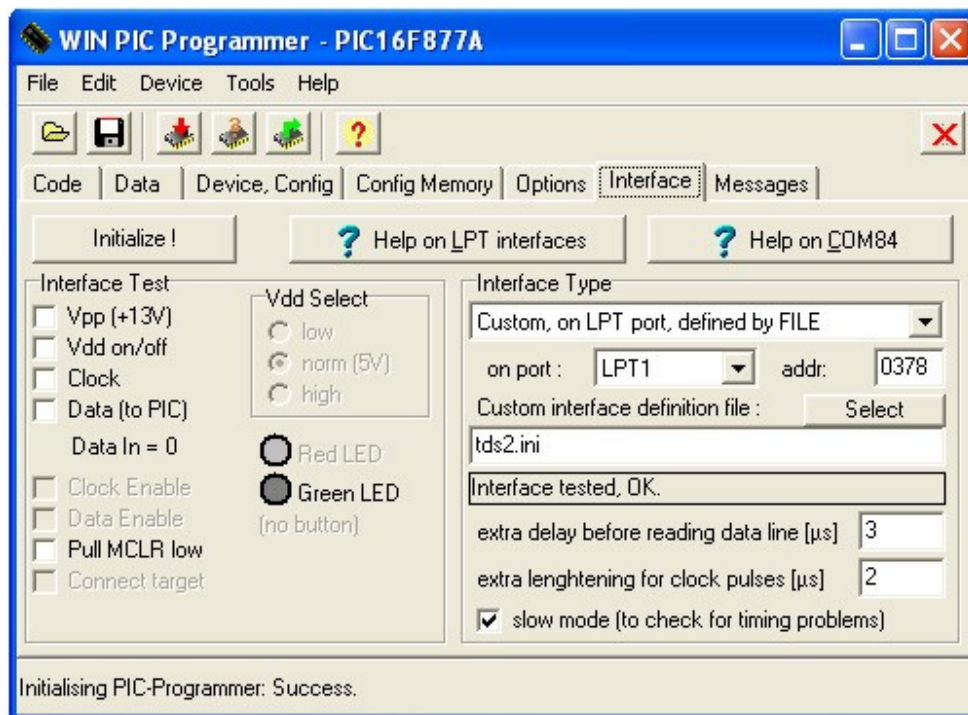 WIN PIC Programmer - PIC16F877A
File Edit Device Tools Help
Code Data Device, Config Config Memory Options Interface Messages
Initialize ! ? Help on LPT interfaces ? Help on COM84
Interface Test
Vpp (+13V)
Vdd on/off
Clock
Data (to PIC)
Data In = 0
Clock Enable
Data Enable
Pull MCLR low
Connect target
Vdd Select
low
norm (5V)
high
Red LED
Green LED
(no button)
Interface Type
Custom, on LPT port, defined by FILE
on port : LPT1 addr: 0378
Custom interface definition file : Select
tds2.ini
Interface tested, OK.
extra delay before reading data line [µs] 3
extra lenghtening for clock pulses [µs] 2
slow mode (to check for timing problems)
Initialising PIC-Programmer: Success.